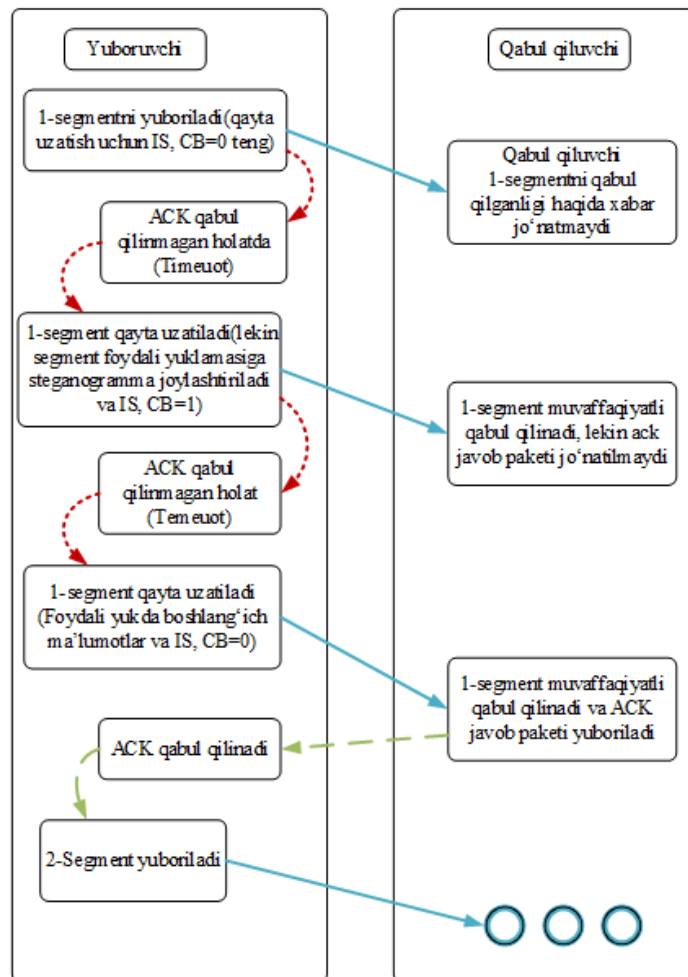 Yuboruvchi
Qabul qiluvchi
1-segmentni yuboriladi(qayta
uzatish uchun IS, CB=0 teng)
Qabul qiluvchi
1-segmentni qabul
qilganligi haqida xabar
jo‘natmaydi
ACK qabul
qilinmagan holatda
(Timeuot)
1-segment qayta uzatiladi(lekin
segment foydali yuklamasiga
steganogramma joylashtiriladi
va IS, CB=1)
1-segment muvaffaqiyatli
qabul qilinadi, lekin ack
javob paketi jo‘natilmaydi
ACK qabul
qilinmagan holat
(Temeuot)
1-segment qayta uzatiladi
(Foydali yukda boshlang‘ich
ma’lumotlar va IS, CB=0)
1-segment muvaffaqiyatli
qabul qilinadi va ACK
javob paketi yuboriladi
ACK qabul qilinadi
2-Segment yuboriladi